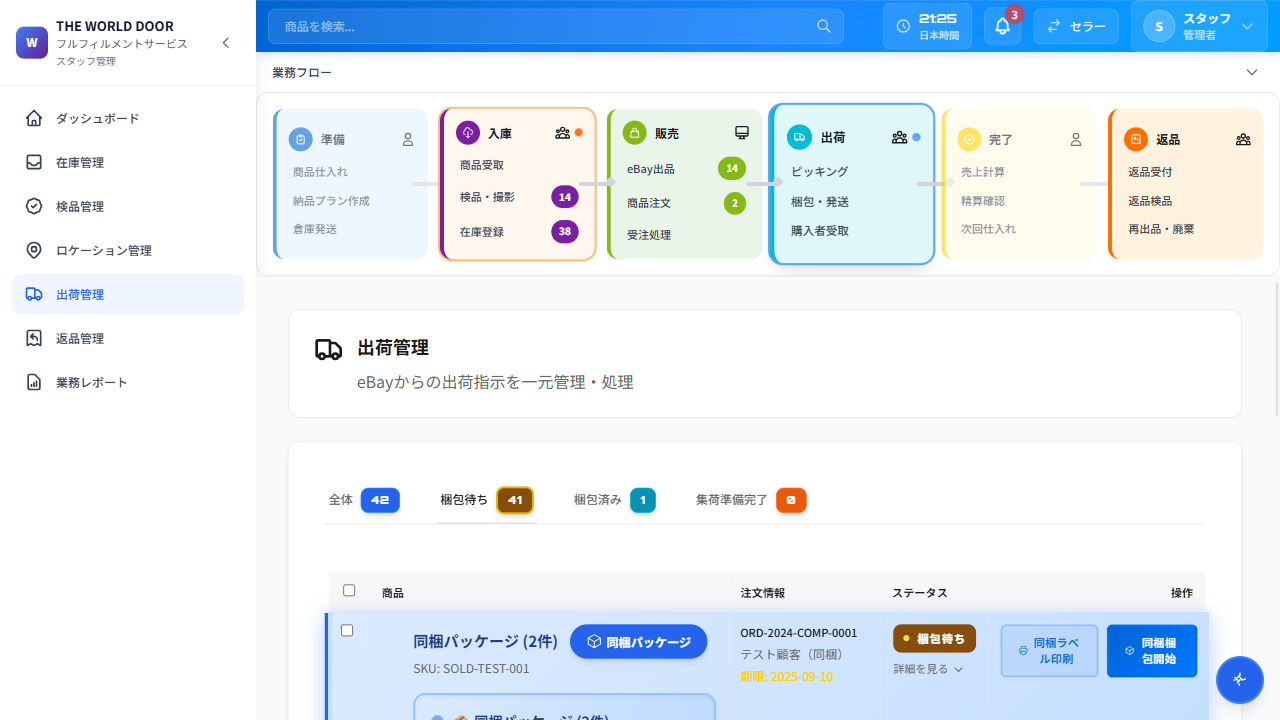 W
THE WORLD DOOR
フルフィルメントサービス
スタッフ管理
ダッシュボード
在庫管理
検品管理
ロケーション管理
出荷管理
返品管理
業務レポート
商品を検索...
21:25
日本時間
3
セラー
S
スタッフ
管理者
業務フロー
準備
商品仕入れ
納品プラン作成
倉庫発送
入庫
商品受取
検品・撮影 14
在庫登録 38
販売
eBay出品 14
商品注文 2
受注処理
出荷
ピッキング
梱包・発送
購入者受取
完了
売上計算
精算確認
次回仕入れ
返品
返品受付
返品検品
再出品・廃棄
出荷管理
eBayからの出荷指示を一元管理・処理
全体 42 梱包待ち 41 梱包済み 1 集荷準備完了 0
商品 注文情報 ステータス 操作
同梱パッケージ (2件) 同梱パッケージ
SKU: SOLD-TEST-001
ORD-2024-COMP-0001
テスト顧客（同梱）
期限: 2025-09-10
梱包待ち
詳細を見る
同梱ラベ
ル印刷
同梱梱
包開始
同梱パッケージ (2件)